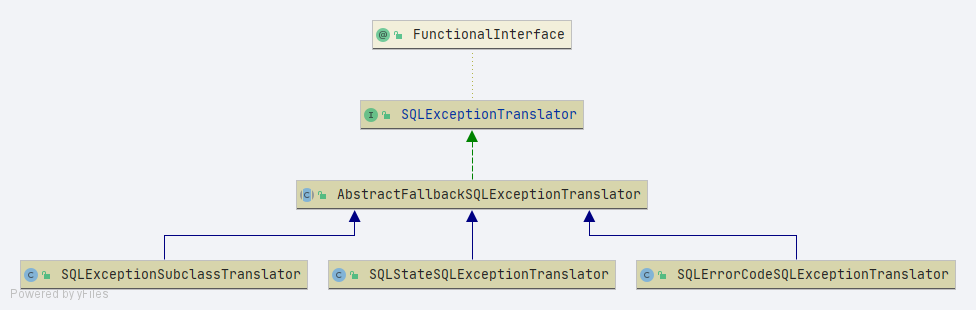 @ FunctionalInterface
I SQLExceptionTranslator
C AbstractFallbackSQLExceptionTranslator
C SQLExceptionSubclassTranslator
C SQLStateSQLExceptionTranslator
C SQLErrorCodeSQLExceptionTranslator
Powered by yFiles